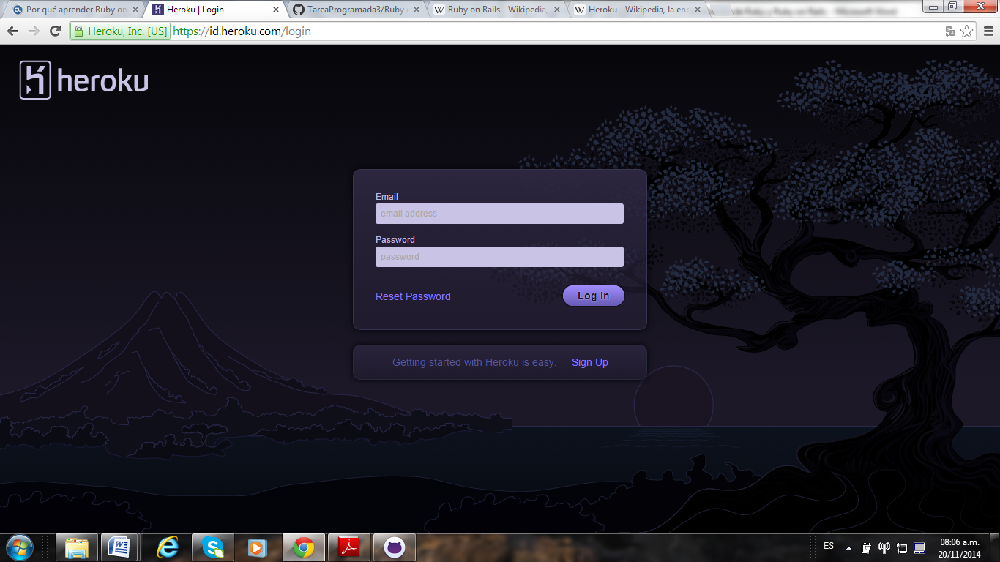 Por qué aprender Ruby on
Heroku | Login
TareaProgramada3/Ruby
Ruby on Rails - Wikipedia,
Heroku - Wikipedia, la enc
Heroku, Inc. [US] https://id.heroku.com/login
heroku
Email
email address
Password
password
Reset Password
Log In
Getting started with Heroku is easy. Sign Up
ES
08:06 a.m.
20/11/2014